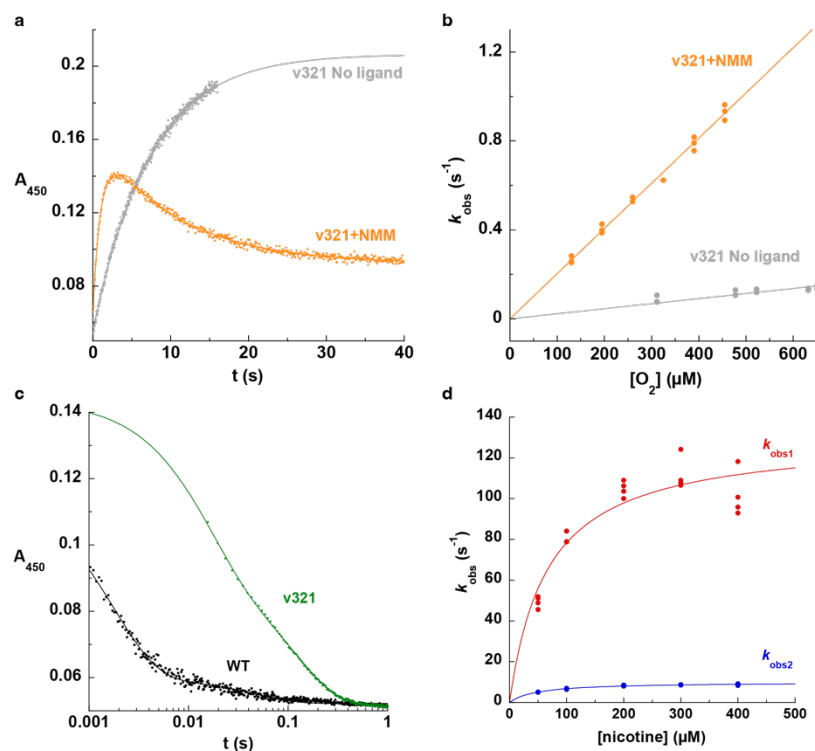 a
0.2
0.16
0.12
0.08
A450
v321 No ligand
v321+NMM
0
10
20
30
40
t (s)
b
1.2
0.8
0.4
0
kobs (s-1)
v321+NMM
v321 No ligand
0
100
200
300
400
500
600
[O2] (µM)
c
0.14
0.12
0.1
0.08
0.06
A450
v321
WT
0.001
0.01
0.1
1
t (s)
d
140
120
100
80
60
40
20
0
kobs (s-1)
kobs1
kobs2
0
100
200
300
400
500
[nicotine] (µM)